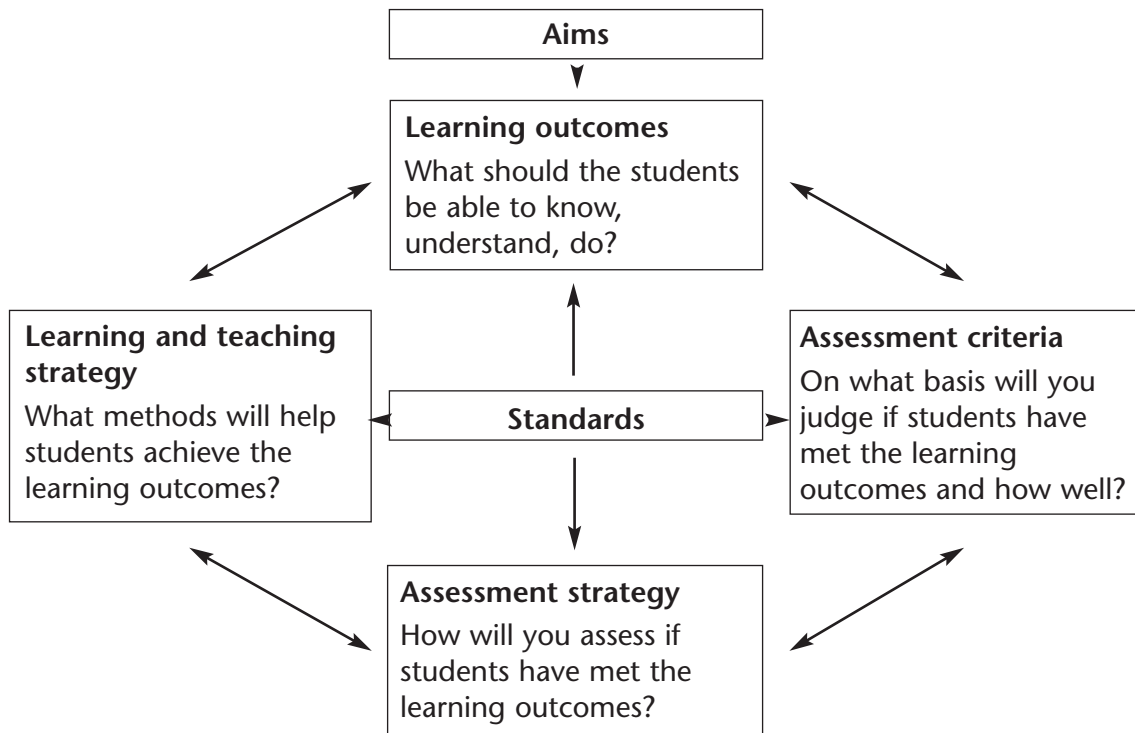 Aims
Learning outcomes
What should the students
be able to know,
understand, do?
Learning and teaching
strategy
What methods will help
students achieve the
learning outcomes?
Standards
Assessment criteria
On what basis will you
judge if students have
met the learning
outcomes and how well?
Assessment strategy
How will you assess if
students have met the
learning outcomes?